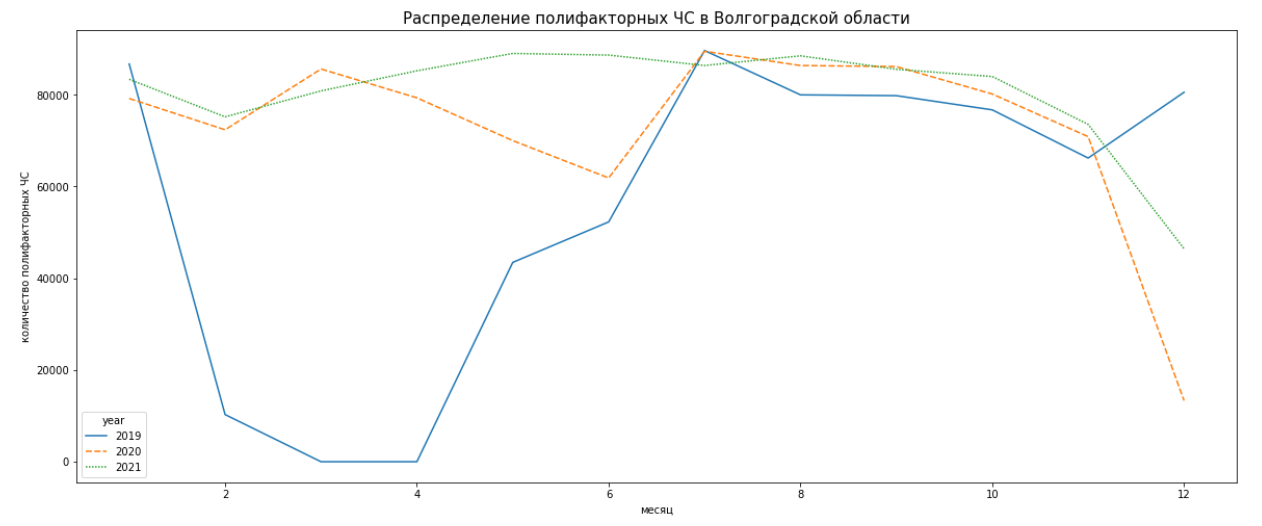 Распределение полифакторных ЧС в Волгоградской области
количество полифакторных ЧС
80000
60000
40000
20000
0
year
2019
2020
2021
2 4 6 8 10 12
месяц